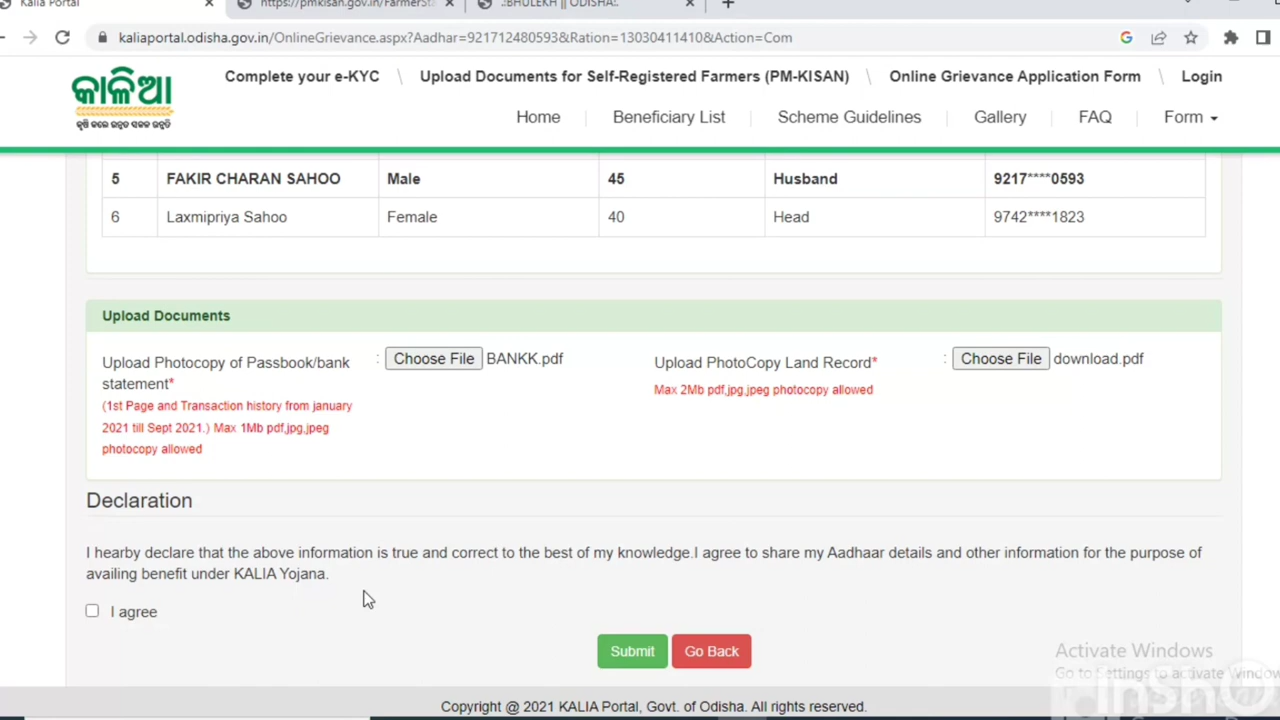 Kalia Portal
https://pmkisan.gov.in/FarmerSta
.:BHULEKH || ODISHA:.
kaliaportal.odisha.gov.in/OnlineGrievance.aspx?Aadhar=921712480593&Ration=13030411410&Action=Com
କାଳିଆ
କୃଷି କଲେ ଉନ୍ନତ ସକଳ ଉନ୍ନତି
Complete your e-KYC \ Upload Documents for Self-Registered Farmers (PM-KISAN) \ Online Grievance Application Form \ Login
Home Beneficiary List Scheme Guidelines Gallery FAQ Form
5 FAKIR CHARAN SAHOO Male 45 Husband 9217****0593
6 Laxmipriya Sahoo Female 40 Head 9742****1823
Upload Documents
Upload Photocopy of Passbook/bank
statement*
(1st Page and Transaction history from january
2021 till Sept 2021.) Max 1Mb pdf,jpg,jpeg
photocopy allowed
: Choose File BANKK.pdf
Upload PhotoCopy Land Record*
Max 2Mb pdf,jpg,jpeg photocopy allowed
: Choose File download.pdf
Declaration
I hearby declare that the above information is true and correct to the best of my knowledge.I agree to share my Aadhaar details and other information for the purpose of
availing benefit under KALIA Yojana.
I agree
Submit Go Back
Activate Windows
Go to Settings to activate Window
Copyright @ 2021 KALIA Portal, Govt. of Odisha. All rights reserved.